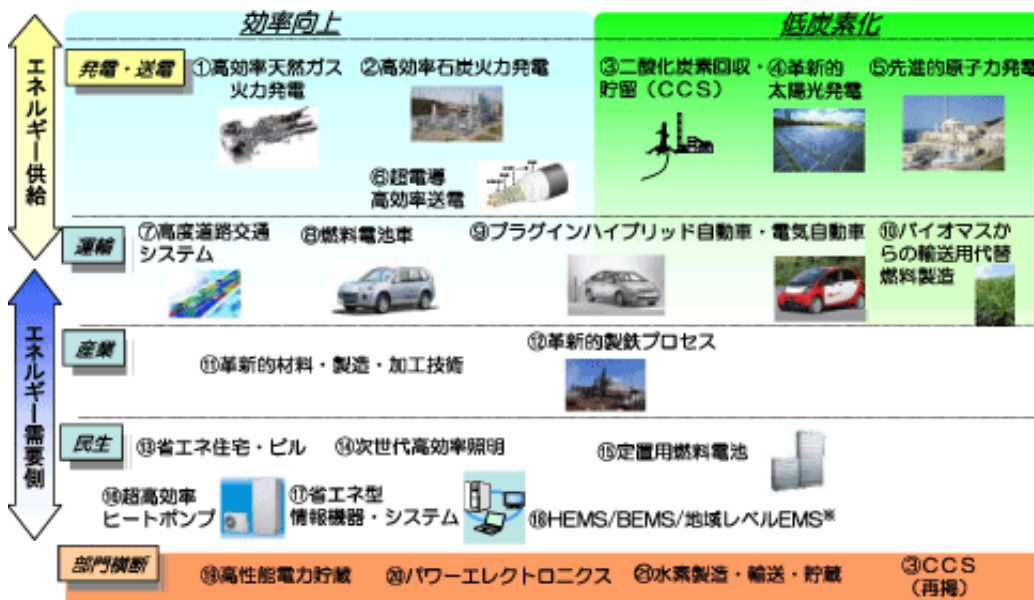 効率向上
低炭素化
エネルギー供給
発電・送電
①高効率天然ガス
火力発電
②高効率石炭火力発電
③二酸化炭素回収・
貯留（CCS）
④革新的
太陽光発電
⑤先進的原子力発電
⑥超電導
高効率送電
運輸
⑦高度道路交通
システム
⑧燃料電池車
⑨プラグインハイブリッド自動車・電気自動車
⑩バイオマスか
らの輸送用代替
燃料製造
エネルギー需要側
産業
⑪革新的材料・製造・加工技術
⑫革新的製鉄プロセス
民生
⑬省エネ住宅・ビル
⑭次世代高効率照明
⑮定置用燃料電池
⑯超高効率
ヒートポンプ
⑰省エネ型
情報機器・システム
⑱HEMS/BEMS/地域レベルEMS※
部門横断
⑲高性能電力貯蔵
⑳パワーエレクトロニクス
㉑水素製造・輸送・貯蔵
③CCS
（再掲）